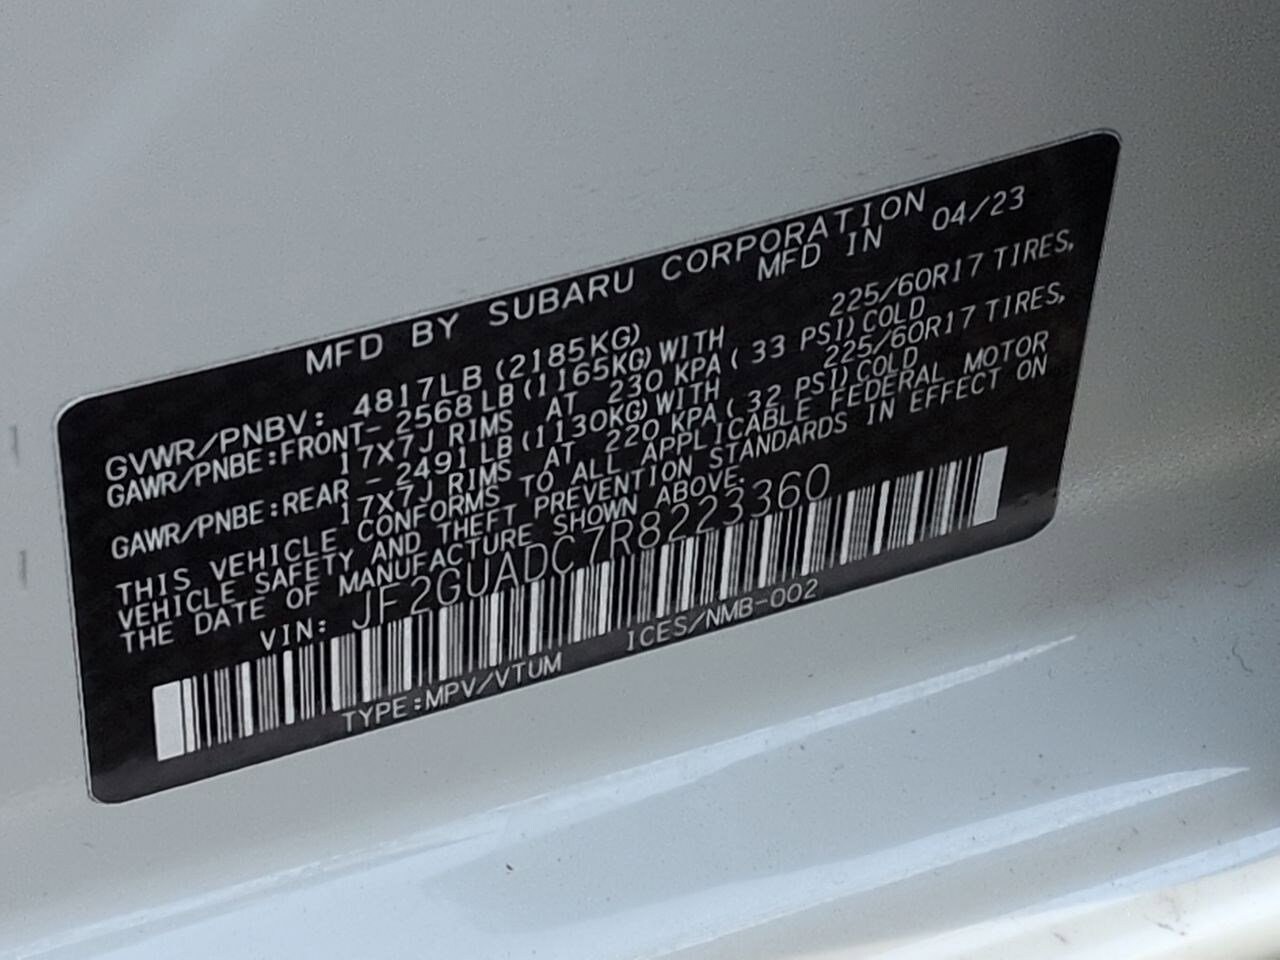 MFD BY SUBARU CORPORATION
MFD IN 04/23
GVWR/PNBV: 4817LB (2185KG)
GAWR/PNBE:FRONT- 2568LB (1165KG) WITH 225/60R17 TIRES,
17X7J RIMS AT 230 KPA ( 33 PSI) COLD
GAWR/PNBE:REAR - 2491LB (1130KG) WITH 225/60R17 TIRES,
17X7J RIMS AT 220 KPA ( 32 PSI) COLD
THIS VEHICLE CONFORMS TO ALL APPLICABLE FEDERAL MOTOR
VEHICLE SAFETY AND THEFT PREVENTION STANDARDS IN EFFECT ON
THE DATE OF MANUFACTURE SHOWN ABOVE.
VIN: JF2GUADC7R8223360
TYPE:MPV/VTUM ICES/NMB-002